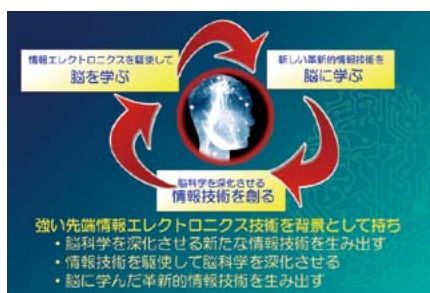 情報エレクトロニクスを駆使して
脳を学ぶ
新しい革新的情報技術を
脳に学ぶ
脳科学を深化させる
情報技術を創る
強い先端情報エレクトロニクス技術を背景として持ち
・脳科学を深化させる新たな情報技術を生み出す
・情報技術を駆使して脳科学を深化させる
・脳に学んだ革新的情報技術を生み出す